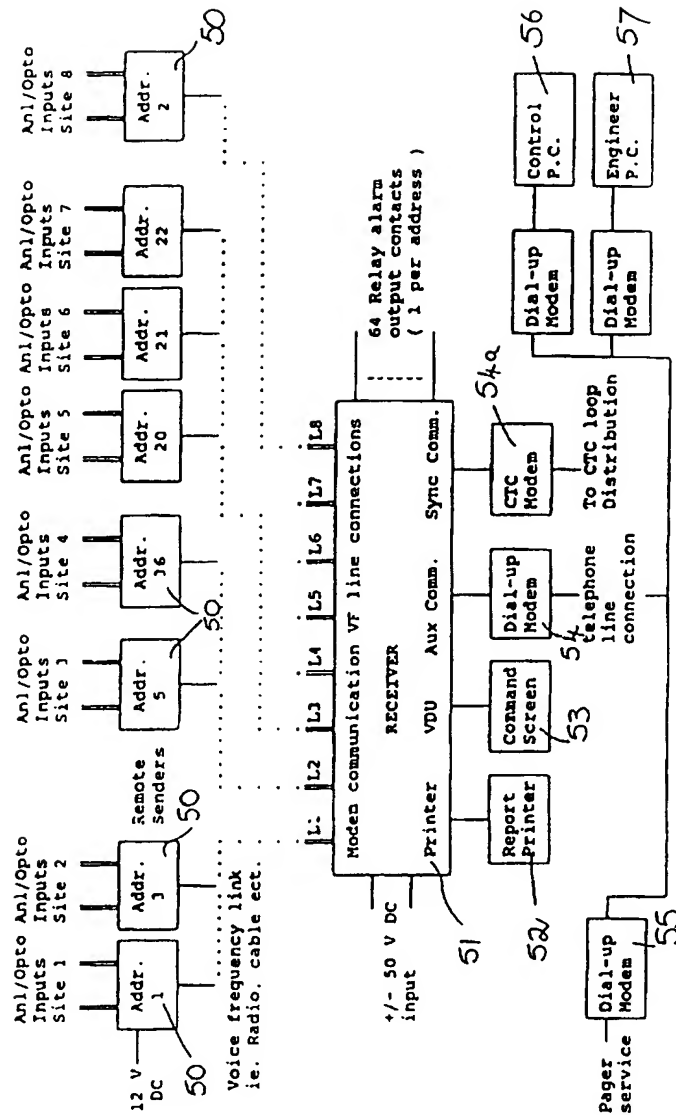 Anl/Opto
Inputs
Site 1
Anl/Opto
Inputs
Site 2
Anl/Opto
Inputs
Site 3
Anl/Opto
Inputs
Site 4
Anl/Opto
Inputs
Site 5
Anl/Opto
Inputs
Site 6
Anl/Opto
Inputs
Site 7
Anl/Opto
Inputs
Site 8
12 V
DC
Addr.
1
50
Addr.
3
50
Remote
Senders
Addr.
5
50
Addr.
36
Addr.
20
Addr.
21
Addr.
22
Addr.
2
50
Voice frequency link
ie. Radio. cable ect.
L1
L2
L3
L4
L5
L6
L7
L8
Modem communication VF line connections
RECEIVER
Printer
VDU
Aux Comm.
Sync Comm.
+/- 50 V DC
input
51
64 Relay alarm
output contacts
( 1 per address )
Report
Printer
52
Command
Screen
53
Dial-up
Modem
54
telephone
line
connection
CTC
Modem
54a
To CTC loop
Distribution
Dial-up
Modem
Control
P.C.
56
Dial-up
Modem
Engineer
P.C.
57
Pager
service
Dial-up
Modem
55